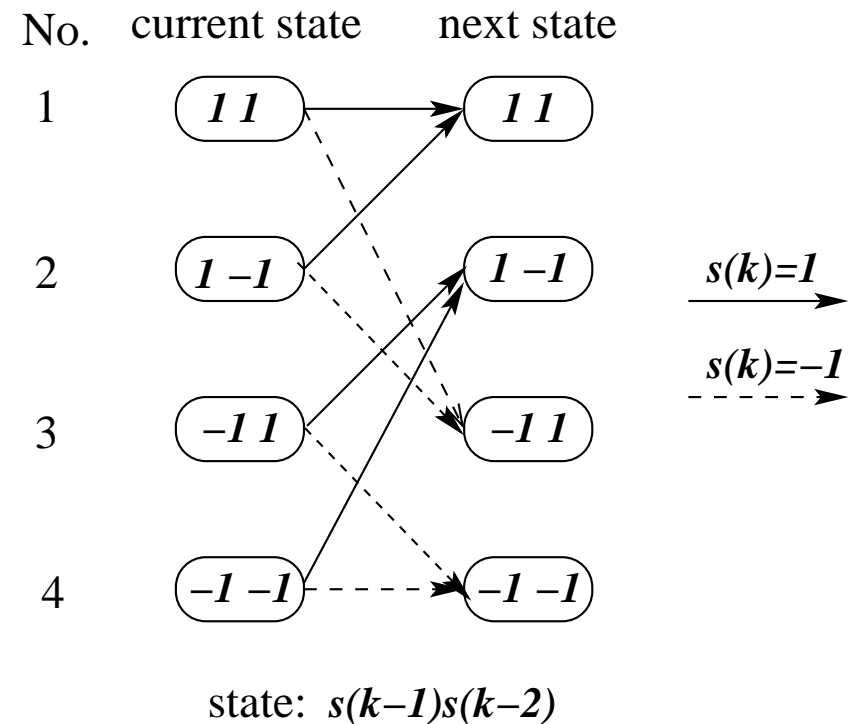 No. current state next state
1 1 1 1 1
2 1 –1 1 –1
s(k)=1
s(k)=–1
3 –1 1 –1 1
4 –1 –1 –1 –1
state: s(k–1)s(k–2)